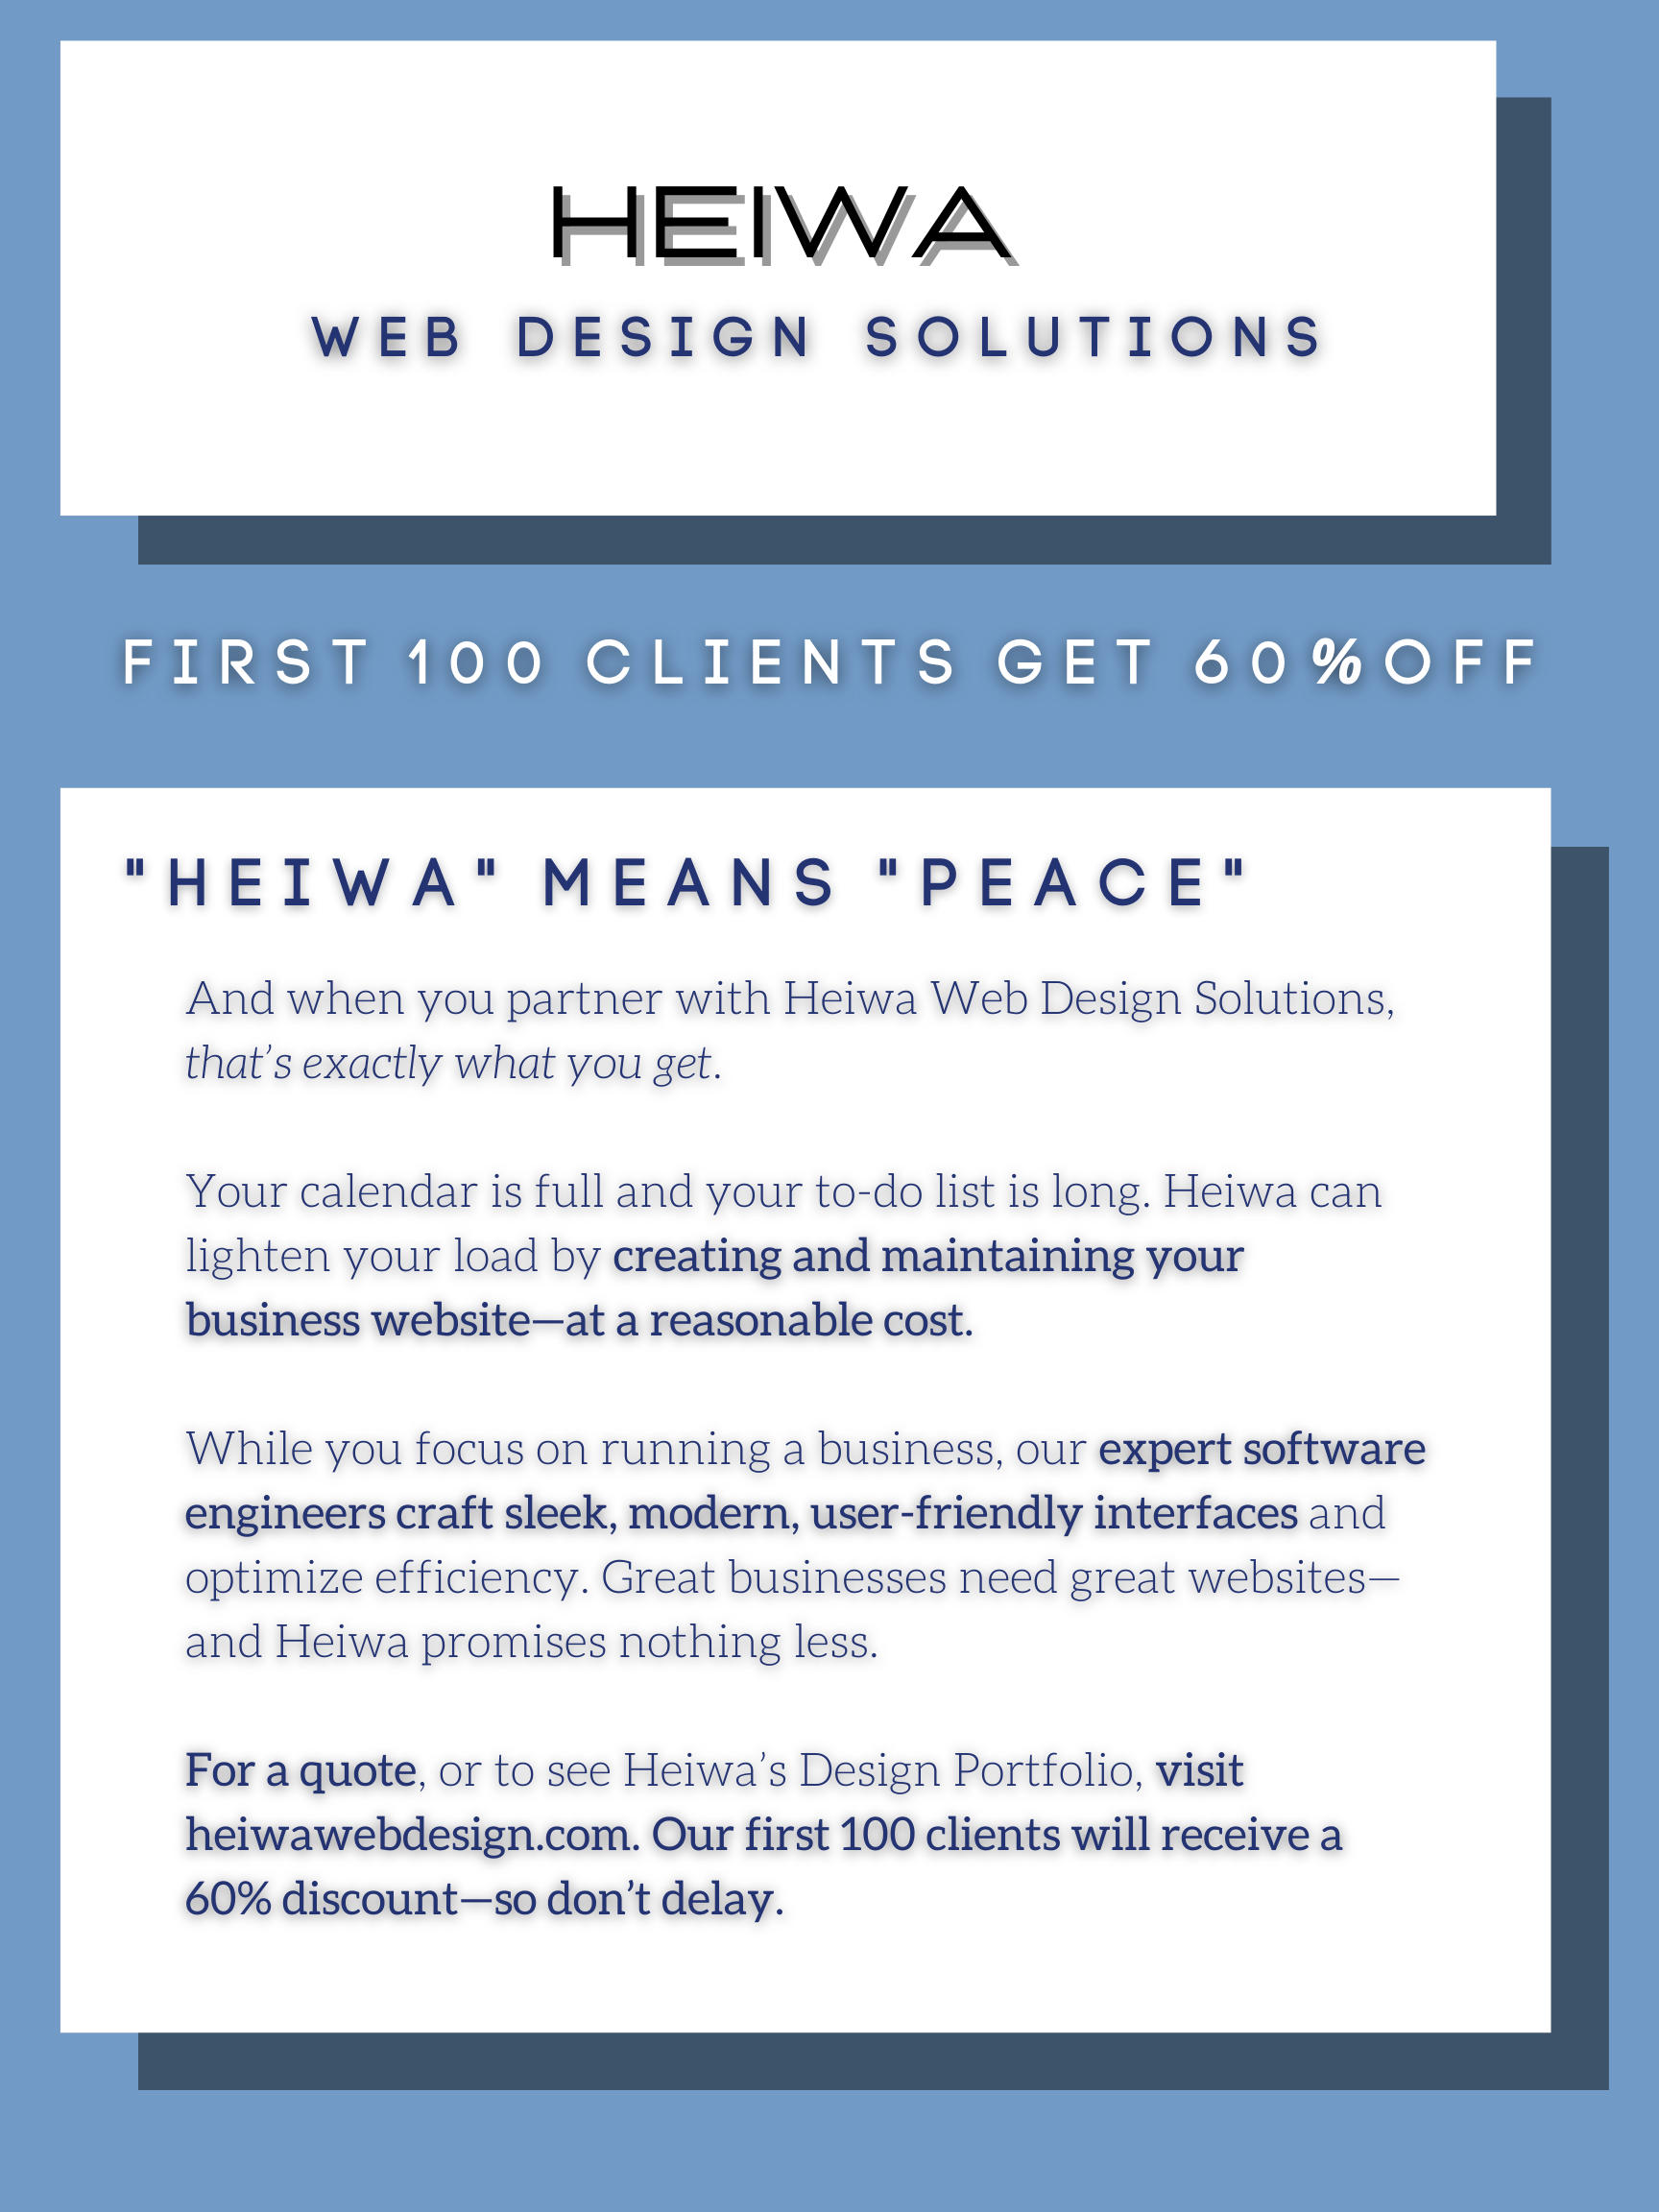 HEIWA
WEB DESIGN SOLUTIONS
FIRST 100 CLIENTS GET 60%OFF
"HEIWA" MEANS "PEACE"
And when you partner with Heiwa Web Design Solutions,
that’s exactly what you get.
Your calendar is full and your to-do list is long. Heiwa can
lighten your load by creating and maintaining your
business website—at a reasonable cost.
While you focus on running a business, our expert software
engineers craft sleek, modern, user-friendly interfaces and
optimize efficiency. Great businesses need great websites—
and Heiwa promises nothing less.
For a quote, or to see Heiwa’s Design Portfolio, visit
heiwawebdesign.com. Our first 100 clients will receive a
60% discount—so don’t delay.